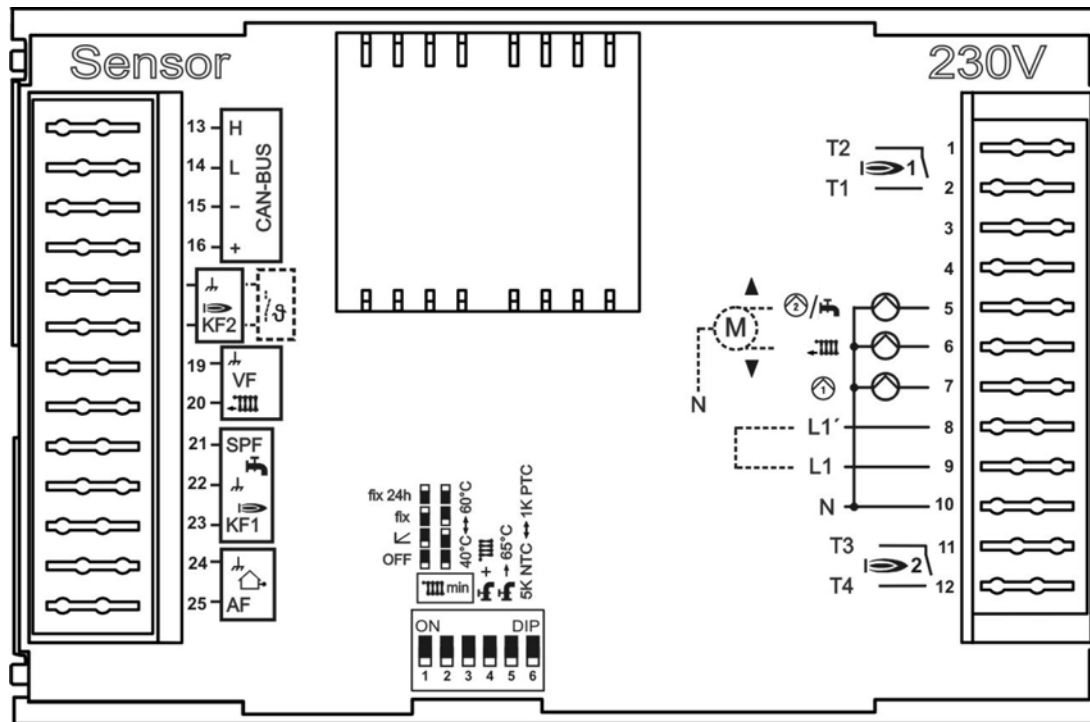 Sensor
230V
13 H
14 L
15 –
16 +
CAN-BUS
KF2
ϑ
19
VF
20
21 SPF
22
23 KF1
24
25 AF
fix 24h
fix
OFF
40°C ↔ 60°C
min
+
→ 65°C
5K NTC ↔ 1K PTC
ON DIP
1 2 3 4 5 6
T2 1
1
T1 2
3
4
2 / 5
M
6
N
1 7
L1´ 8
L1 9
N 10
T3 11
2
T4 12